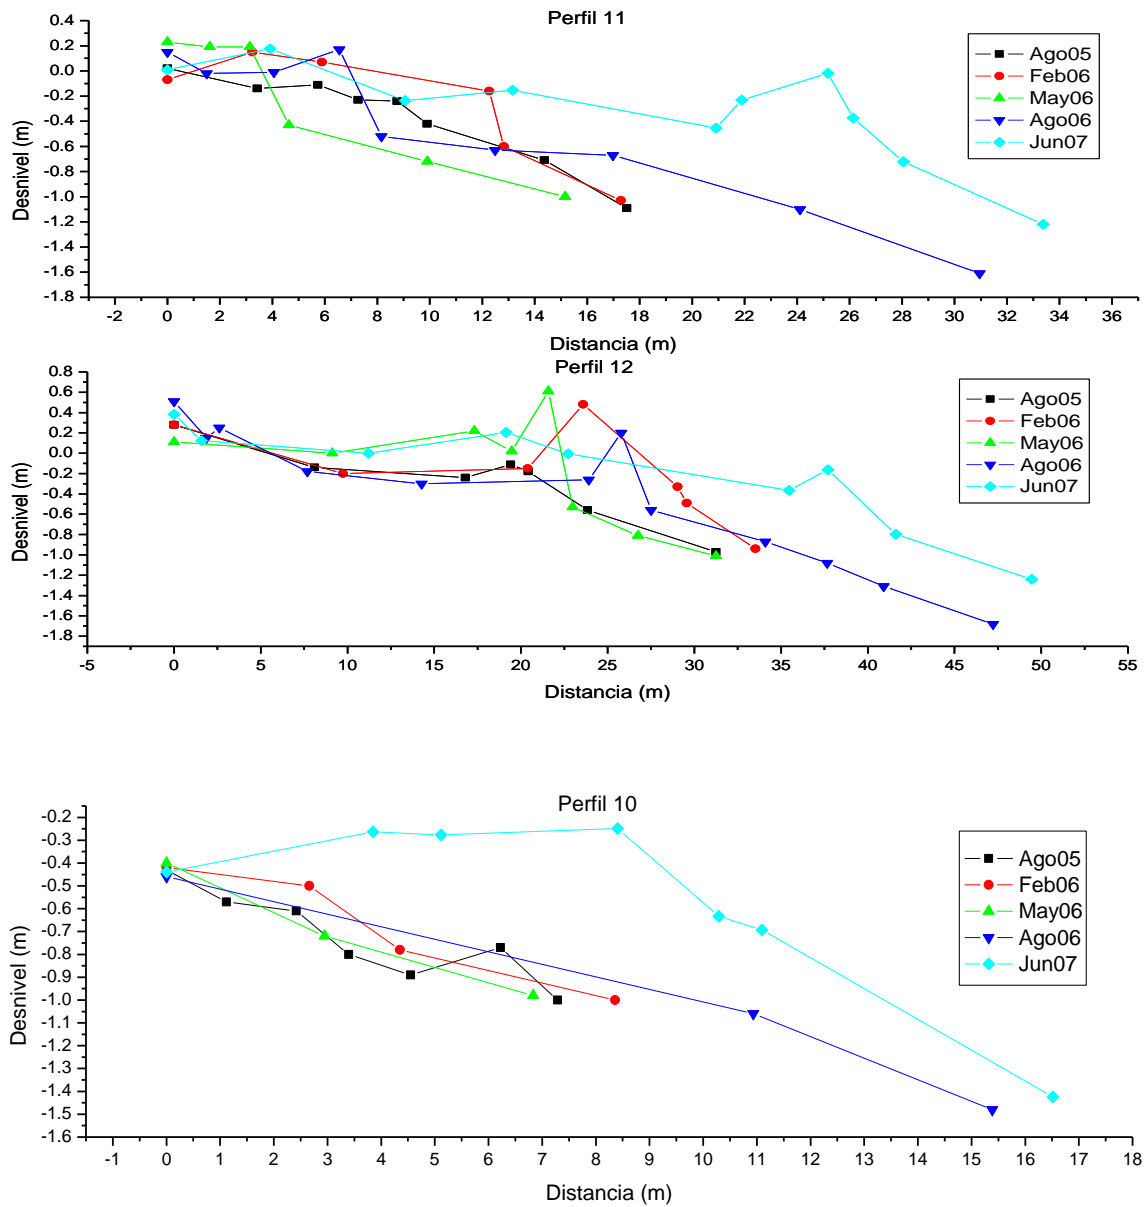 Perfil 11
0.4
0.2
0.0
-0.2
-0.4
-0.6
-0.8
-1.0
-1.2
-1.4
-1.6
-1.8
Desnivel (m)
Ago05
Feb06
May06
Ago06
Jun07
-2 0 2 4 6 8 10 12 14 16 18 20 22 24 26 28 30 32 34 36
Distancia (m)
Perfil 12
0.8
0.6
0.4
0.2
0.0
-0.2
-0.4
-0.6
-0.8
-1.0
-1.2
-1.4
-1.6
-1.8
Desnivel (m)
Ago05
Feb06
May06
Ago06
Jun07
-5 0 5 10 15 20 25 30 35 40 45 50 55
Distancia (m)
Perfil 10
-0.2
-0.3
-0.4
-0.5
-0.6
-0.7
-0.8
-0.9
-1.0
-1.1
-1.2
-1.3
-1.4
-1.5
-1.6
Desnivel (m)
Ago05
Feb06
May06
Ago06
Jun07
-1 0 1 2 3 4 5 6 7 8 9 10 11 12 13 14 15 16 17 18
Distancia (m)